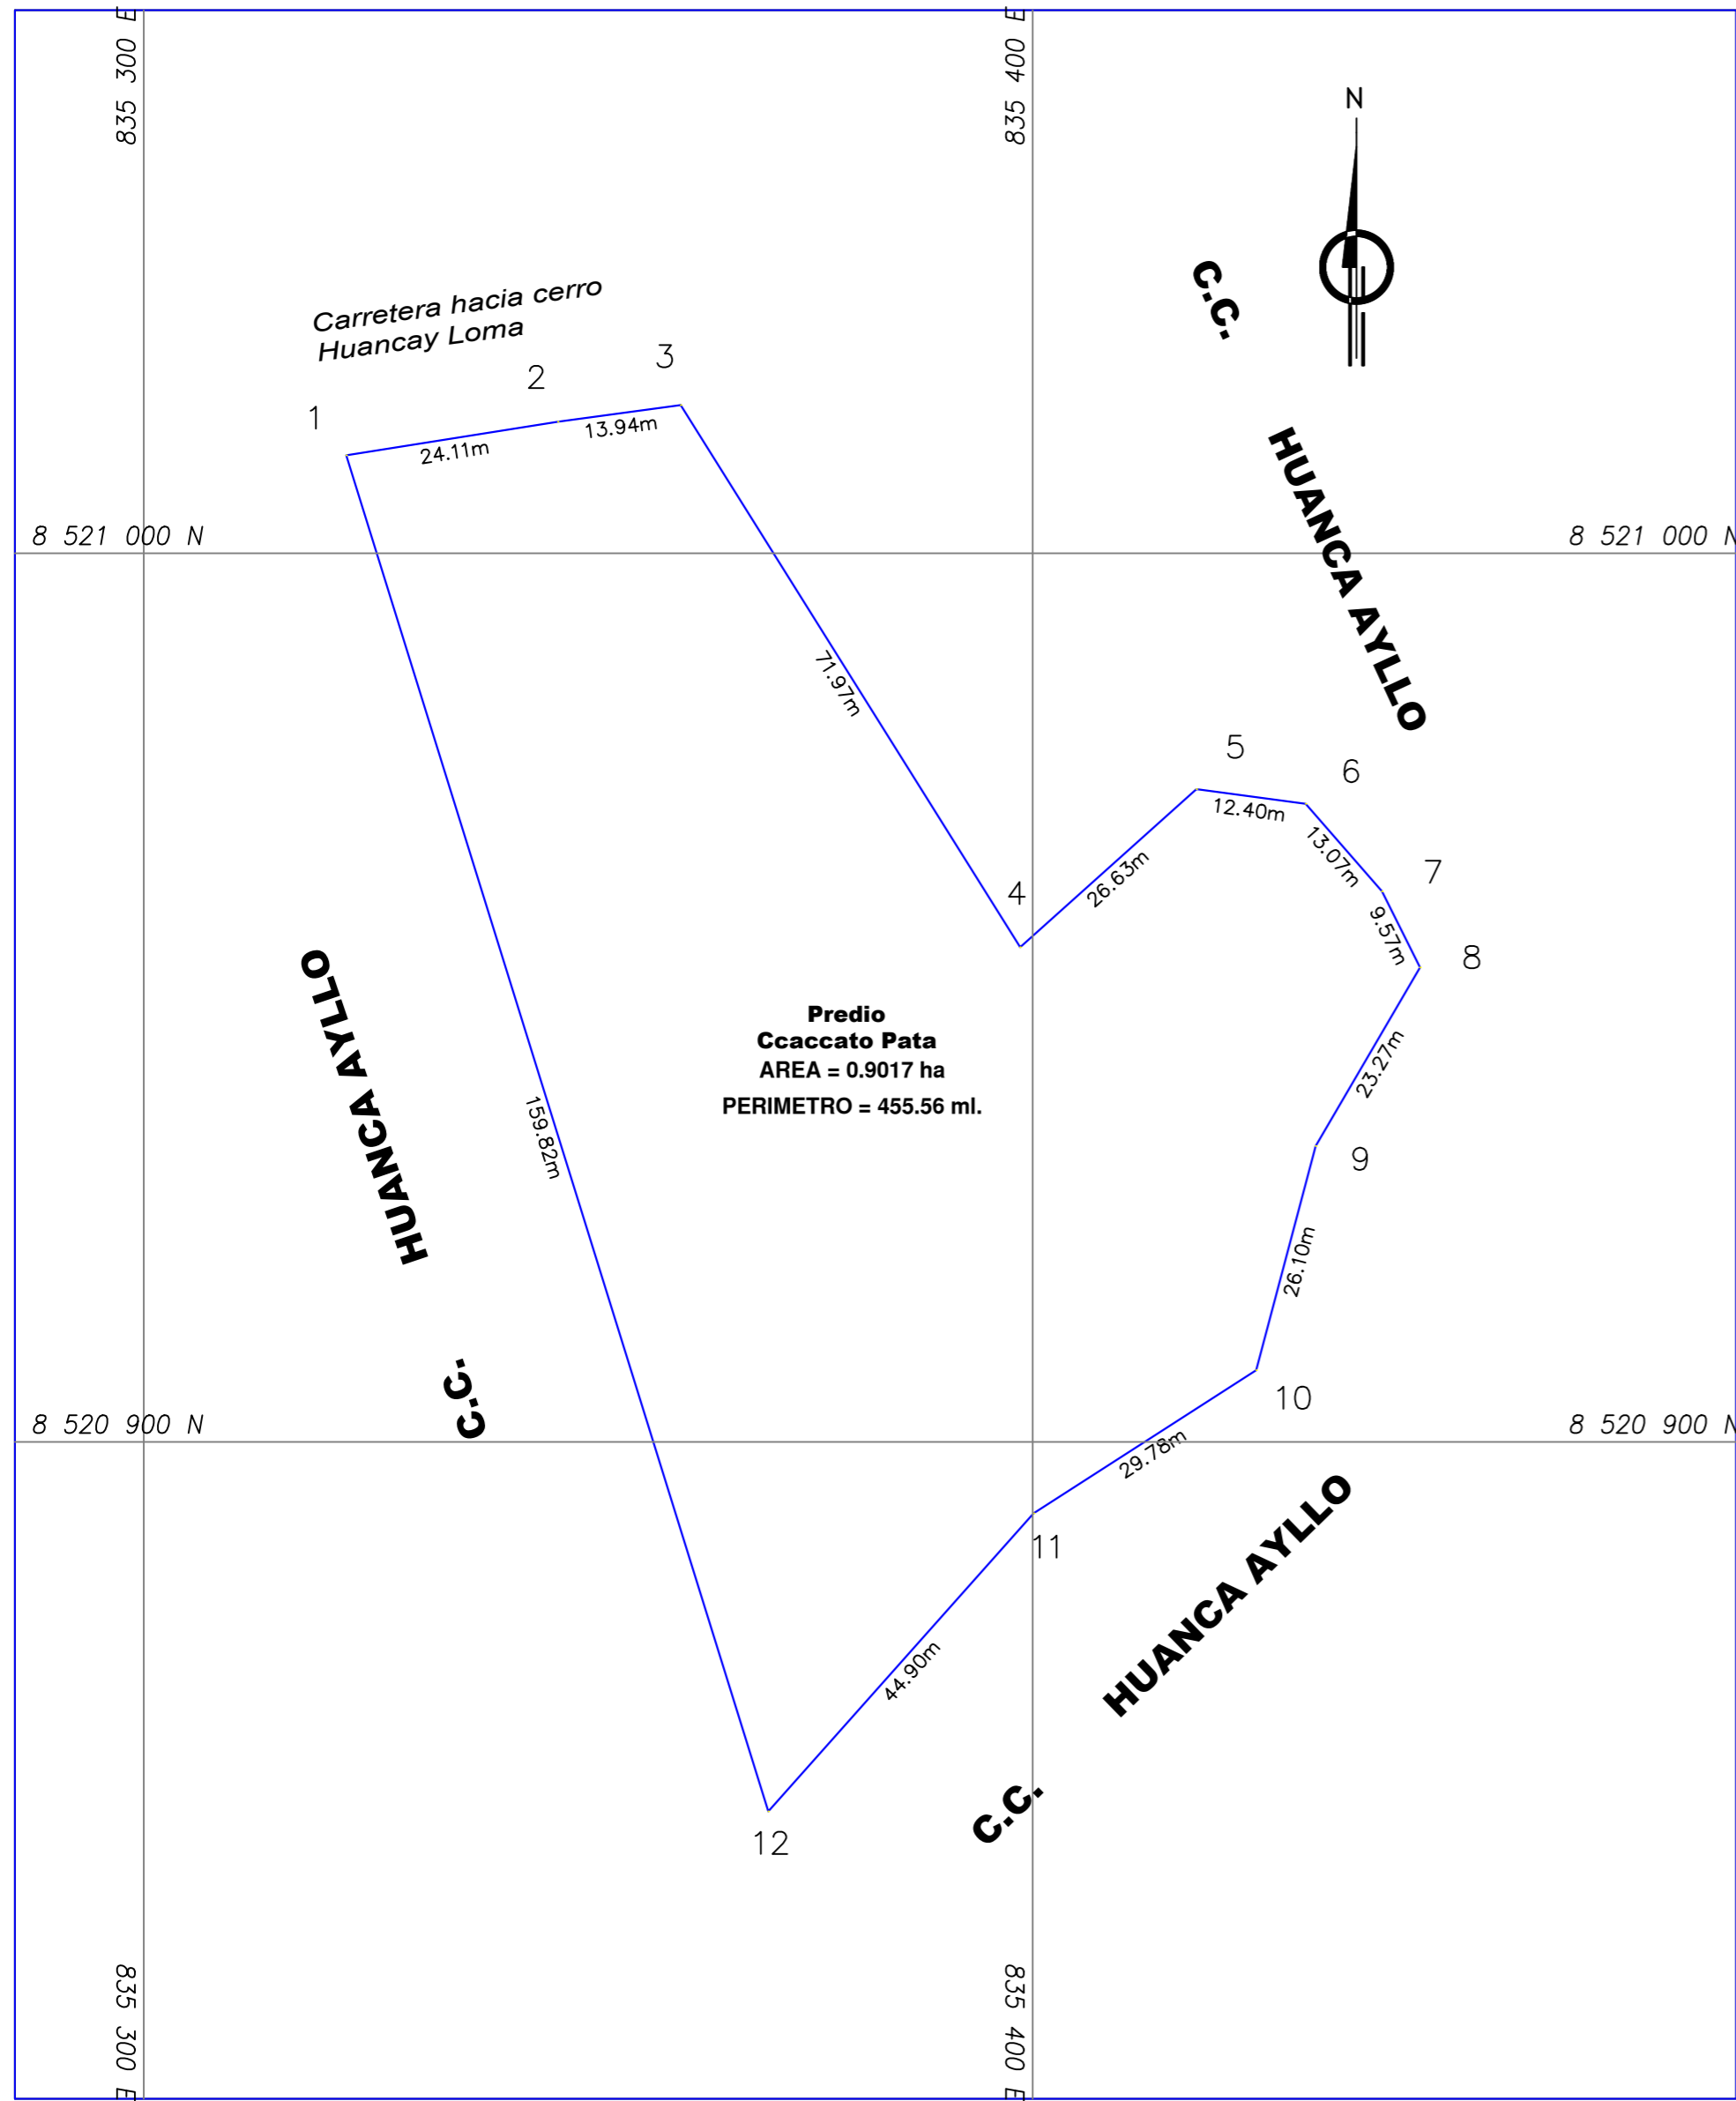 835 300 E
835 400 E
N
Carretera hacia cerro
Huancay Loma
C.C. HUANCA AYLLO
1
2
3
24.11m
13.94m
8 521 000 N
8 521 000 N
71.97m
5
6
12.40m
13.07m
7
4
26.63m
9.57m
8
Predio
Ccaccato Pata
AREA = 0.9017 ha
PERIMETRO = 455.56 ml.
23.27m
159.82m
9
C.C. HUANCA AYLLO
26.10m
10
8 520 900 N
8 520 900 N
29.78m
11
44.90m
C.C. HUANCA AYLLO
12
835 300 E
835 400 E